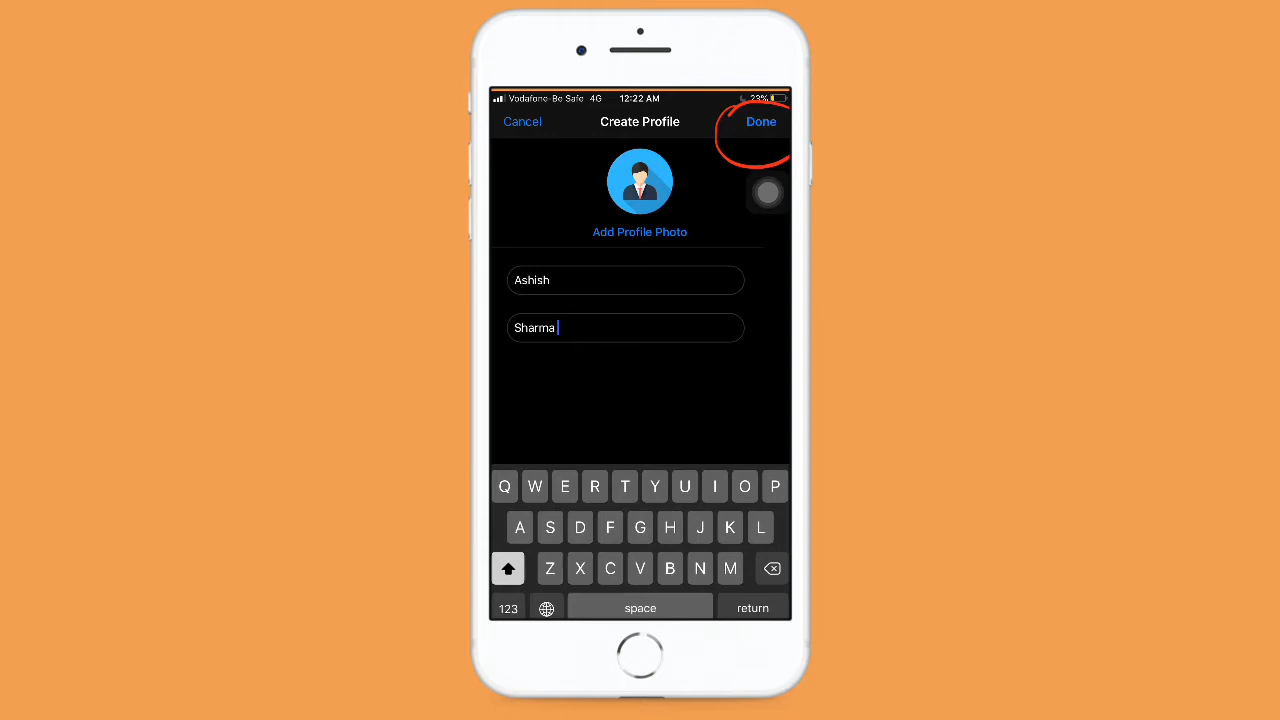 Vodafone-Be Safe 4G 12:22 AM 23%
Cancel Create Profile Done
Add Profile Photo
Ashish
Sharma
Q W E R T Y U I O P
A S D F G H J K L
Z X C V B N M
123 space return